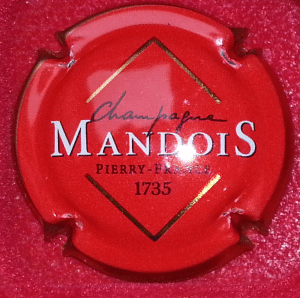 Champagne
MANDOIS
PIERRY-FRANCE
1735